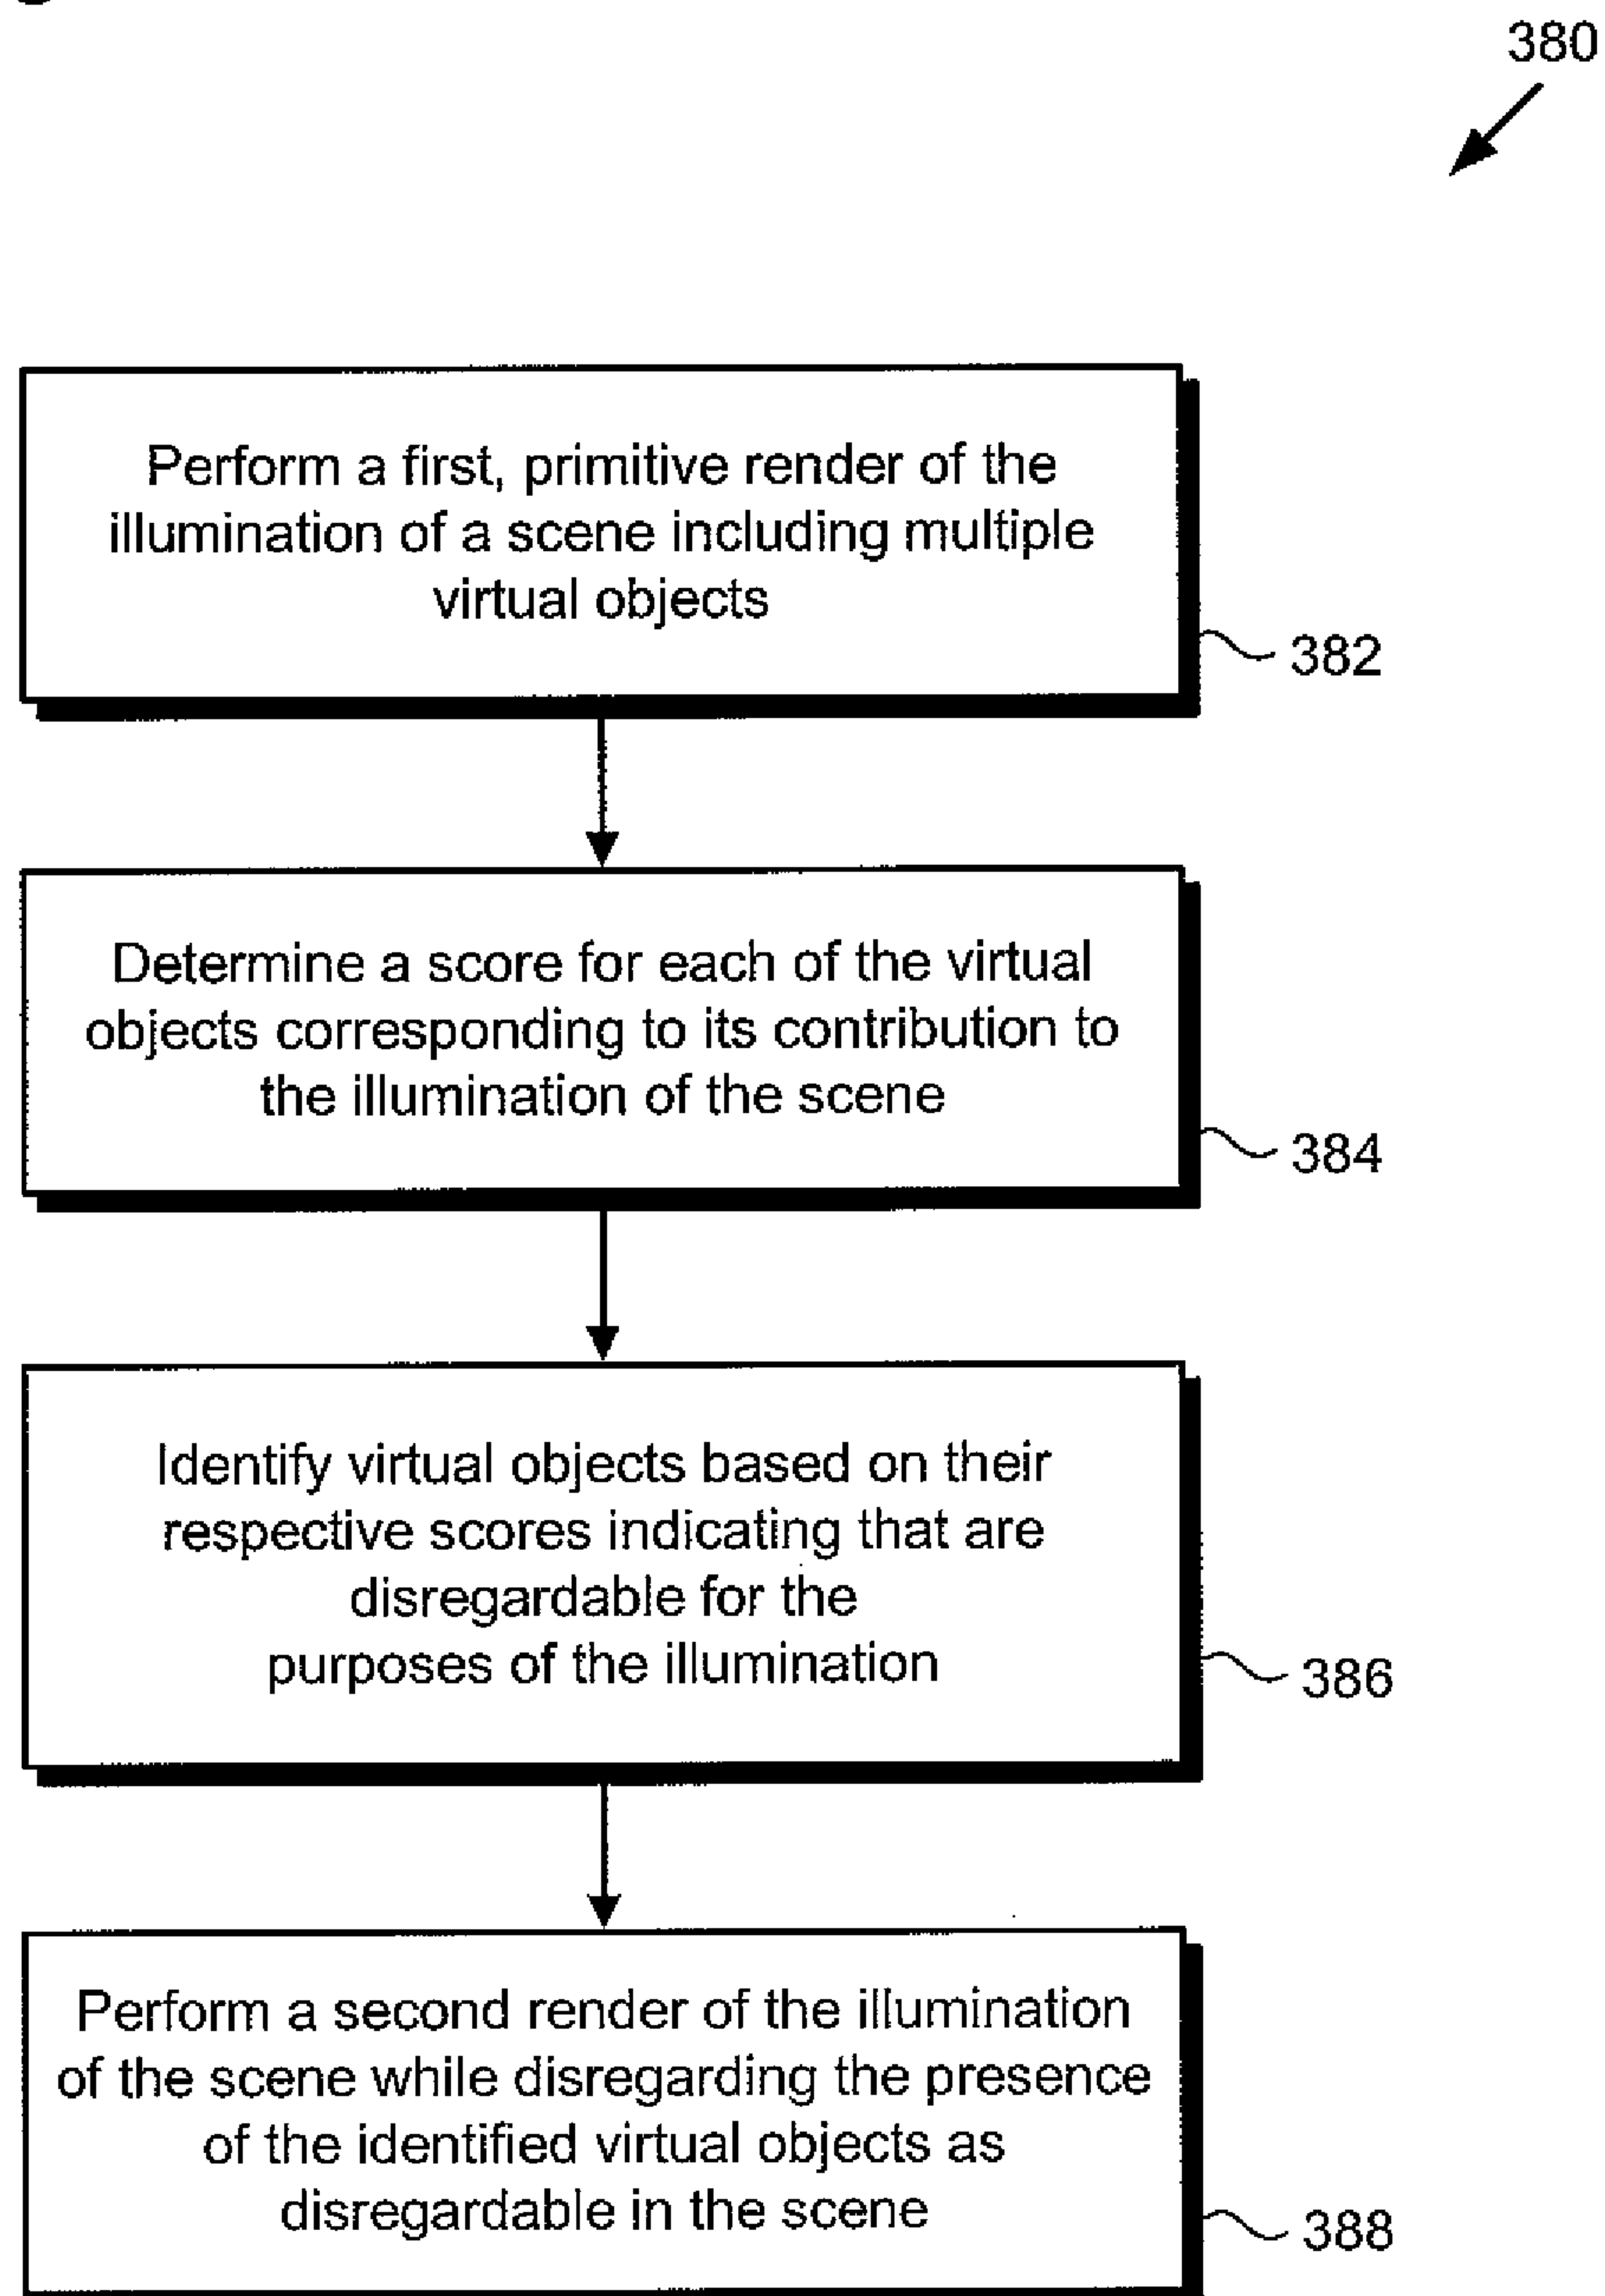 380
Perform a first, primitive render of the
illumination of a scene including multiple
virtual objects
382
Determine a score for each of the virtual
objects corresponding to its contribution to
the illumination of the scene
384
Identify virtual objects based on their
respective scores indicating that are
disregardable for the
purposes of the illumination
386
Perform a second render of the illumination
of the scene while disregarding the presence
of the identified virtual objects as
disregardable in the scene
388